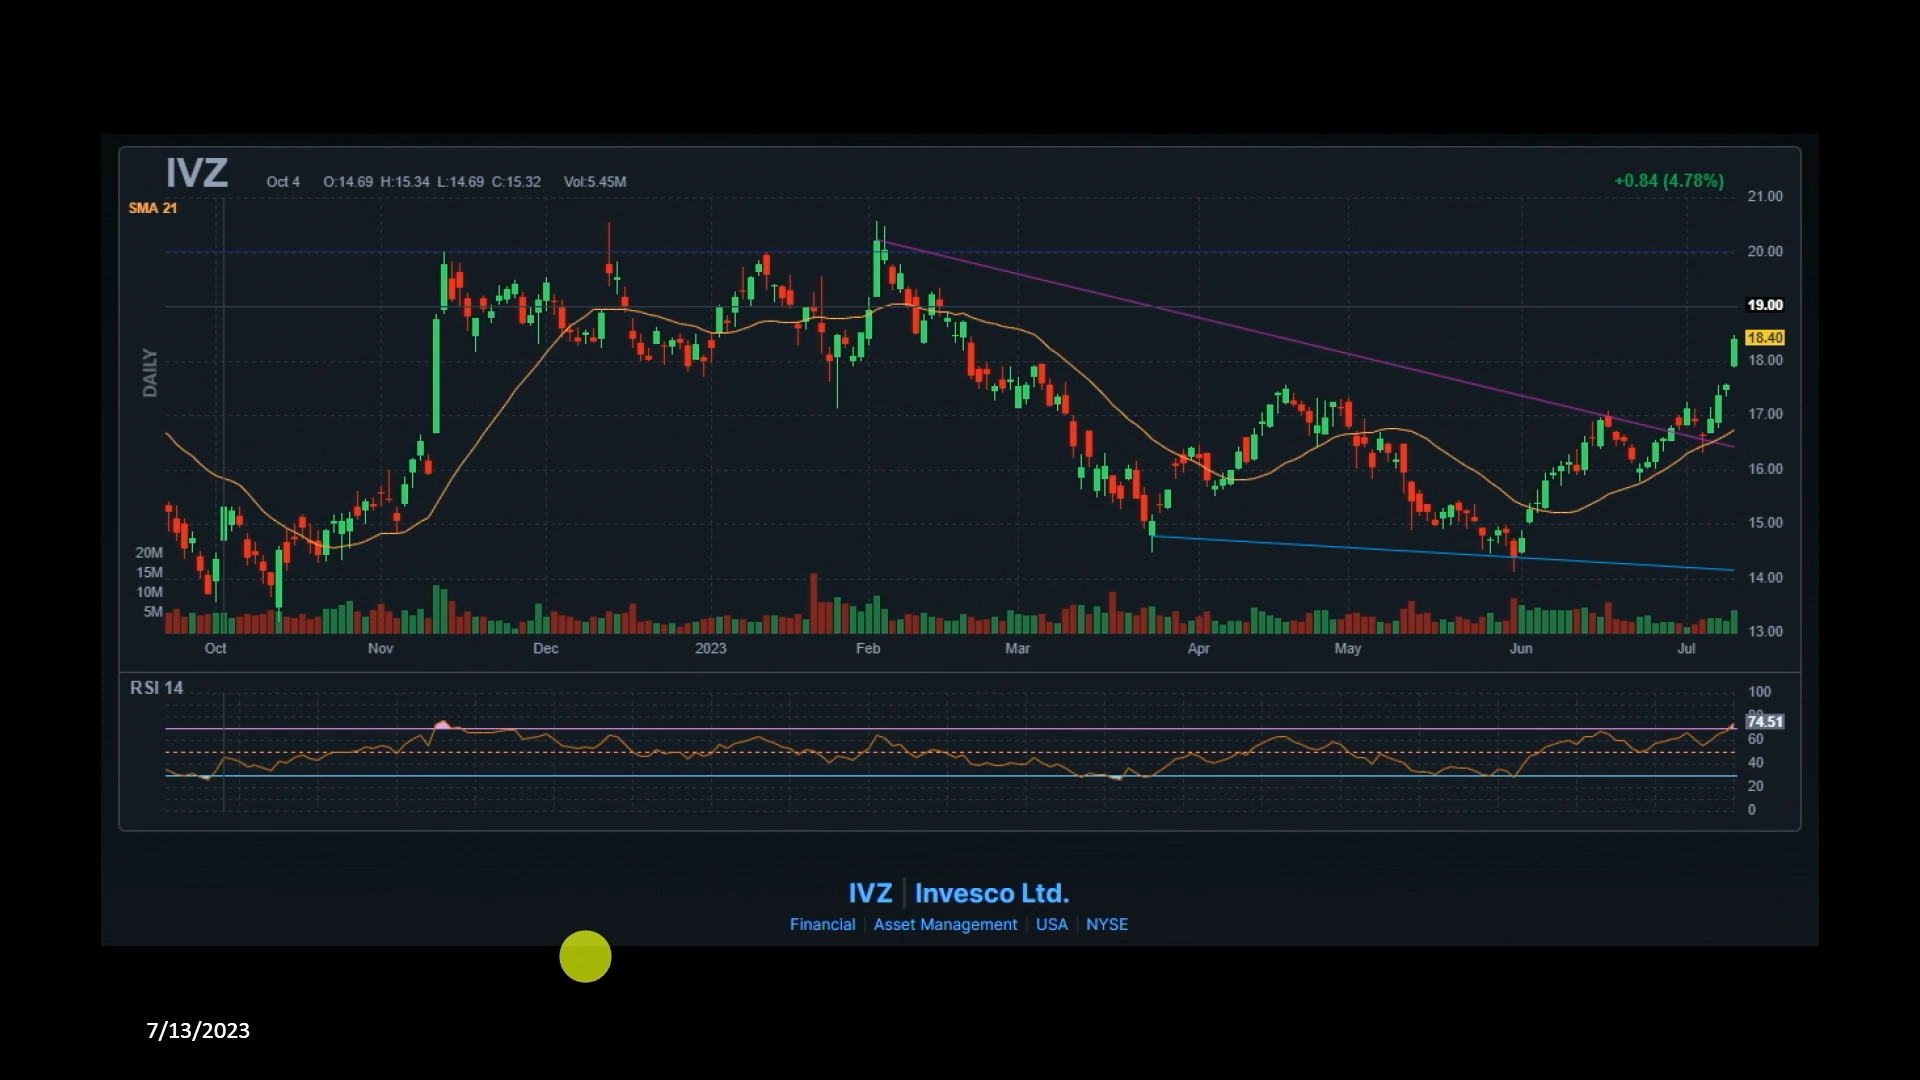 IVZ Oct 4 O:14.69 H:15.34 L:14.69 C:15.32 Vol:5.45M +0.84 (4.78%)
SMA 21
21.00
20.00
19.00
18.40
18.00
DAILY
17.00
16.00
15.00
20M
15M
14.00
10M
5M
13.00
Oct Nov Dec 2023 Feb Mar Apr May Jun Jul
RSI 14
100
80
74.51
60
40
20
0
IVZ Invesco Ltd.
Financial Asset Management USA NYSE
7/13/2023